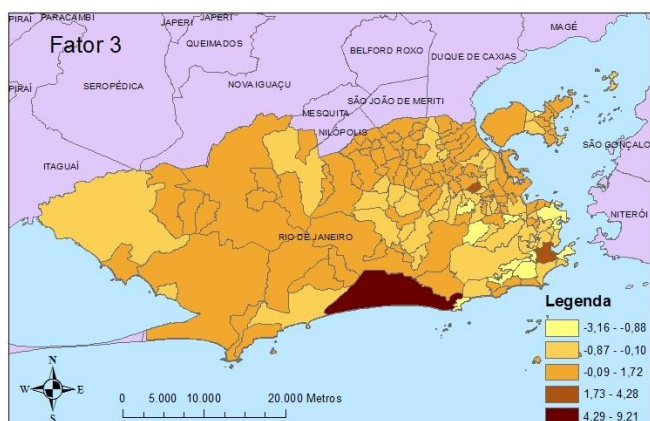 Fator 3
PIRAÍ
PARACAMBI
JAPERI
JAPERI
QUEIMADOS
MAGÉ
BELFORD ROXO
DUQUE DE CAXIAS
PIRAÍ
SEROPÉDICA
NOVA IGUAÇU
SÃO JOÃO DE MERITI
MESQUITA
NILÓPOLIS
SÃO GONÇALO
ITAGUAÍ
NITERÓI
RIO DE JANEIRO
Legenda
-3,16 - -0,88
-0,87 - -0,10
-0,09 - 1,72
1,73 - 4,28
4,29 - 9,21
N
W
E
S
0 5.000 10.000 20.000 Metros